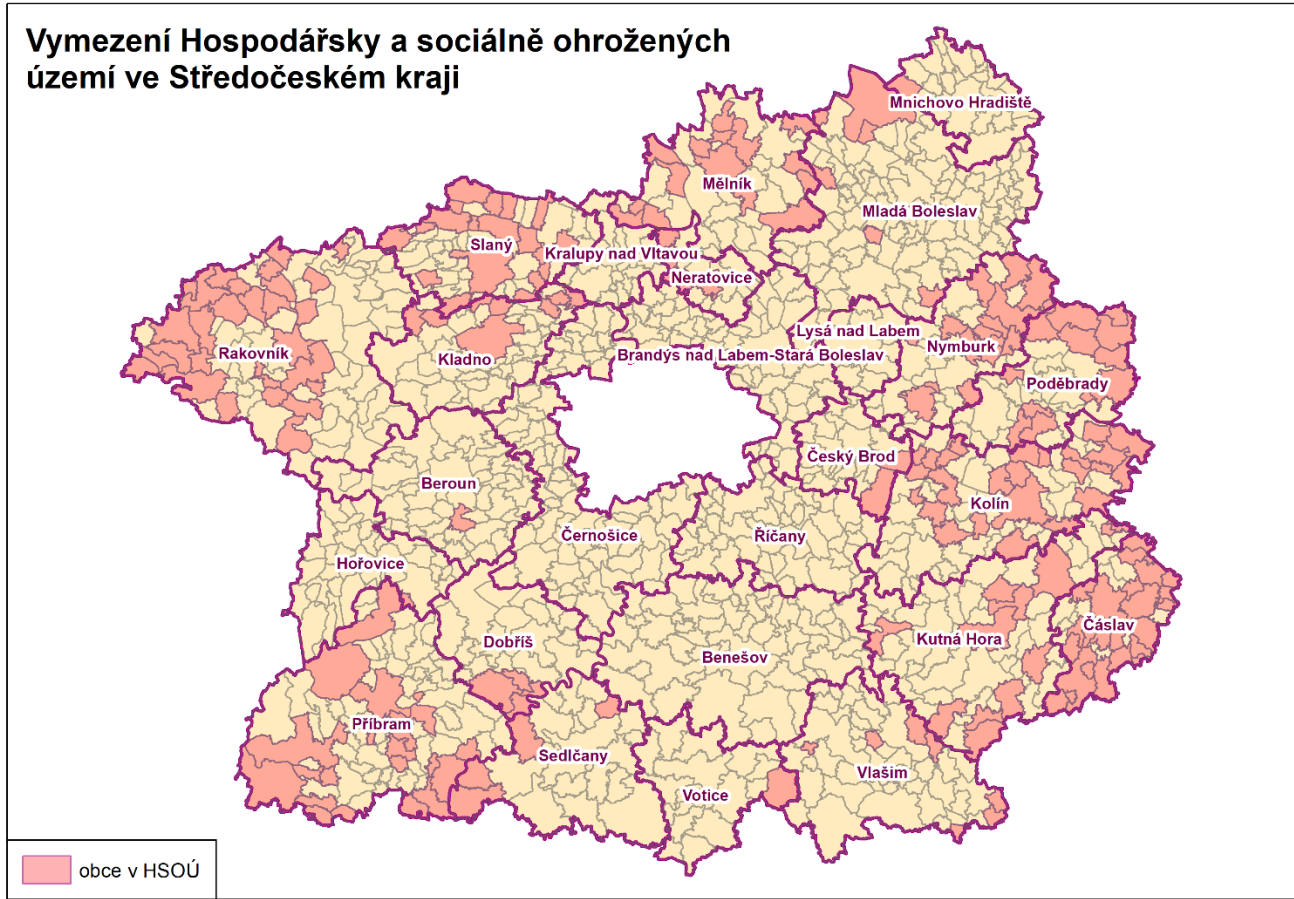 Vymezení Hospodářsky a sociálně ohrožených
území ve Středočeském kraji
Mnichovo Hradiště
Mělník
Mladá Boleslav
Slaný
Kralupy nad Vltavou
Neratovice
Lysá nad Labem
Rakovník
Kladno
Brandýs nad Labem-Stará Boleslav
Nymburk
Poděbrady
Český Brod
Beroun
Kolín
Černošice
Říčany
Hořovice
Čáslav
Dobříš
Kutná Hora
Benešov
Příbram
Sedlčany
Vlašim
Votice
obce v HSOÚ